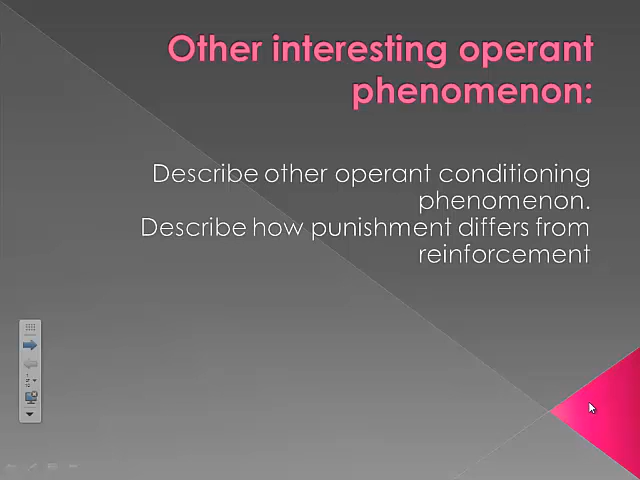 Other interesting operant
phenomenon:
Describe other operant conditioning
phenomenon.
Describe how punishment differs from
reinforcement